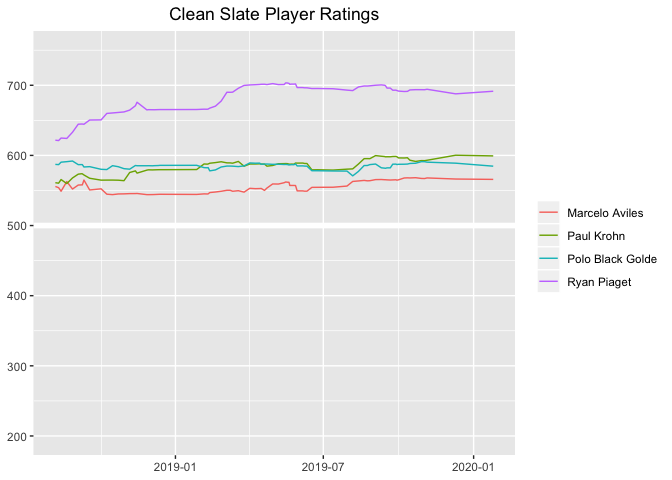 Clean Slate Player Ratings
700
600
500
400
300
200
2019-01
2019-07
2020-01
Marcelo Aviles
Paul Krohn
Polo Black Golde
Ryan Piaget